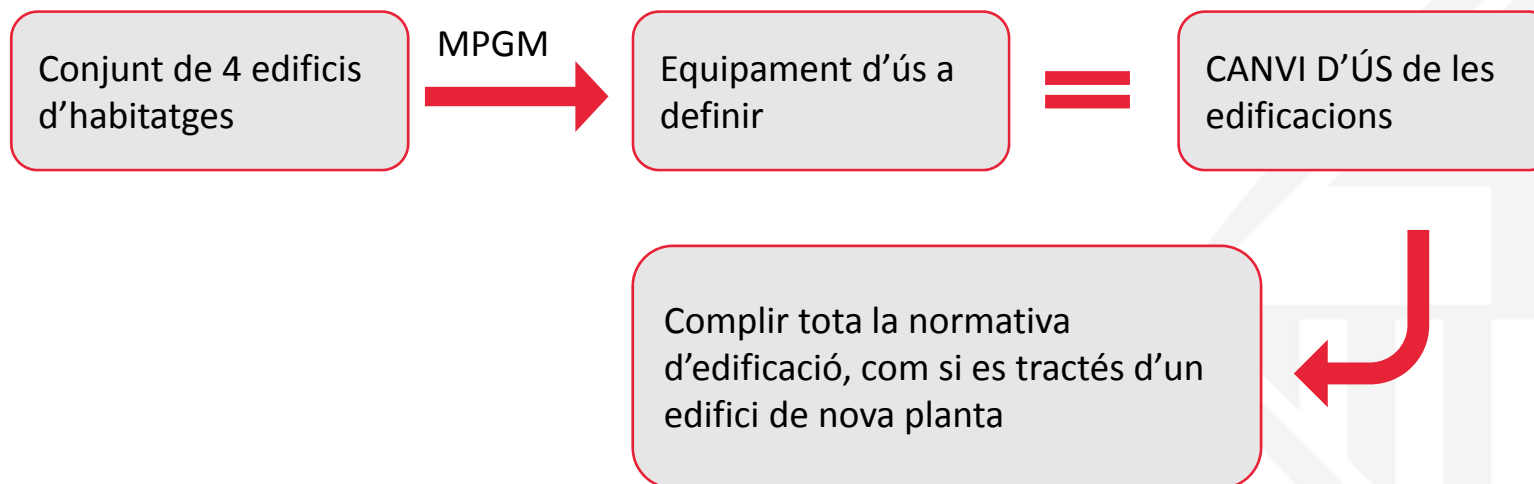 Conjunt de 4 edificis
d’habitatges
MPGM
Equipament d’ús a
definir
CANVI D’ÚS de les
edificacions
Complir tota la normativa
d’edificació, com si es tractés d’un
edifici de nova planta